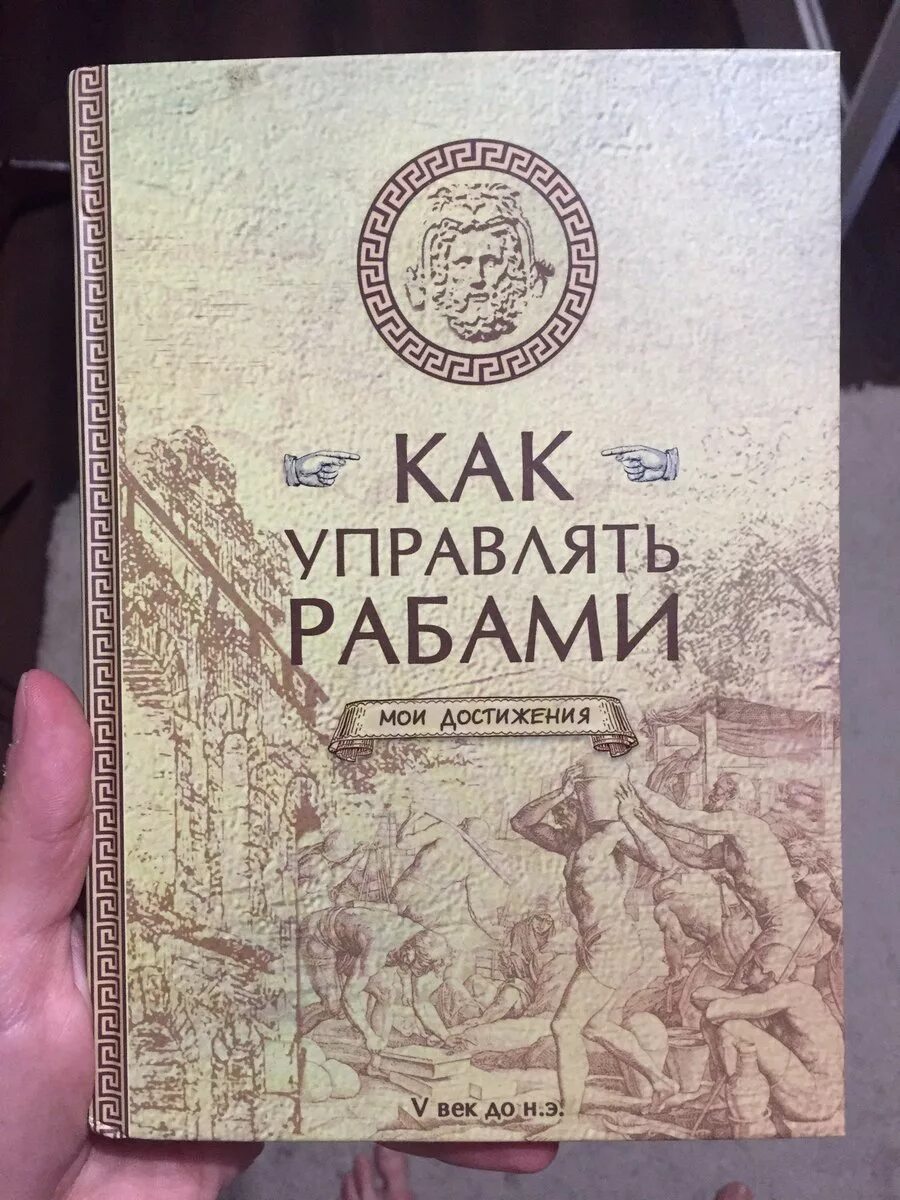 КАК
УПРАВЛЯТЬ
РАБАМИ
МОИ ДОСТИЖЕНИЯ
V век до н.э.